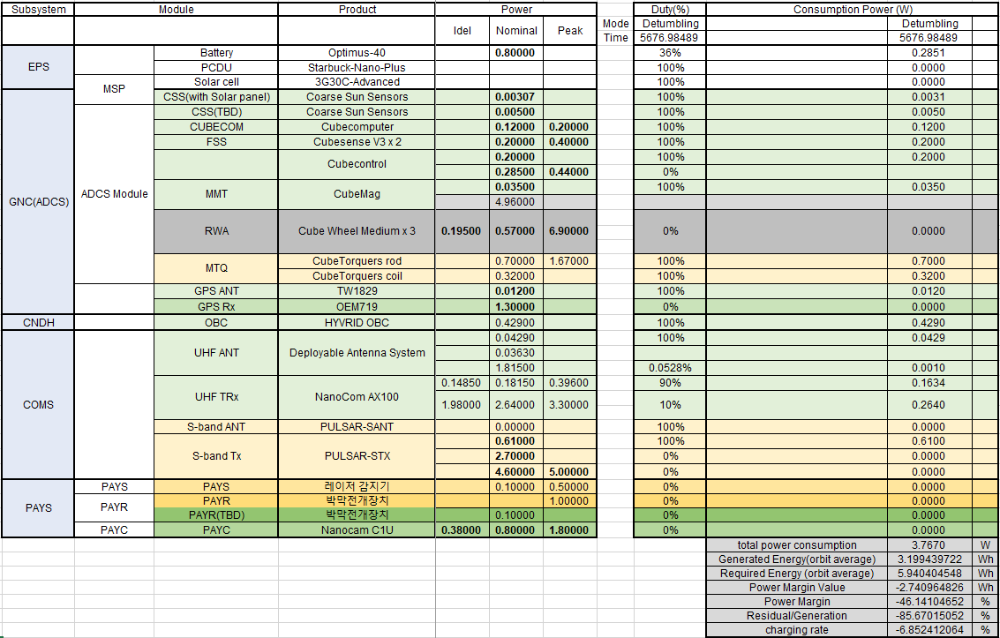 Subsystem Module Product Power Duty(%) Consumption Power (W)
Idel Nominal Peak Mode Detumbling Detumbling
Time 5676.98489 5676.98489
EPS Battery Optimus-40 0.80000 36% 0.2851
PCDU Starbuck-Nano-Plus 100% 0.0000
MSP Solar cell 3G30C-Advanced 100% 0.0000
GNC(ADCS) CSS(with Solar panel) Coarse Sun Sensors 0.00307 100% 0.0031
ADCS Module CSS(TBD) Coarse Sun Sensors 0.00500 100% 0.0050
CUBECOM Cubecomputer 0.12000 0.20000 100% 0.1200
FSS Cubesense V3 x 2 0.20000 0.40000 100% 0.2000
Cubecontrol 0.20000 100% 0.2000
0.28500 0.44000 0%
MMT CubeMag 0.03500 100% 0.0350
4.96000
RWA Cube Wheel Medium x 3 0.19500 0.57000 6.90000 0% 0.0000
MTQ CubeTorquers rod 0.70000 1.67000 100% 0.7000
CubeTorquers coil 0.32000 100% 0.3200
GPS ANT TW1829 0.01200 100% 0.0120
GPS Rx OEM719 1.30000 0% 0.0000
CNDH OBC HYVRID OBC 0.42900 100% 0.4290
COMS UHF ANT Deployable Antenna System 0.04290 100% 0.0429
0.03630
1.81500 0.0528% 0.0010
UHF TRx NanoCom AX100 0.14850 0.18150 0.39600 90% 0.1634
1.98000 2.64000 3.30000 10% 0.2640
S-band ANT PULSAR-SANT 0.00000 100% 0.0000
S-band Tx PULSAR-STX 0.61000 100% 0.6100
2.70000 0% 0.0000
4.60000 5.00000 0% 0.0000
PAYS PAYS PAYS 레이저 감지기 0.10000 0.50000 0% 0.0000
PAYR PAYR 박막전개장치 1.00000 0% 0.0000
PAYR(TBD) 박막전개장치 0.10000 0% 0.0000
PAYC PAYC Nanocam C1U 0.38000 0.80000 1.80000 0% 0.0000
total power consumption 3.7670 W
Generated Energy(orbit average) 3.199439722 Wh
Required Energy (orbit average) 5.940404548 Wh
Power Margin Value -2.740964826 Wh
Power Margin -46.14104652 %
Residual/Generation -85.67015052 %
charging rate -6.852412064 %